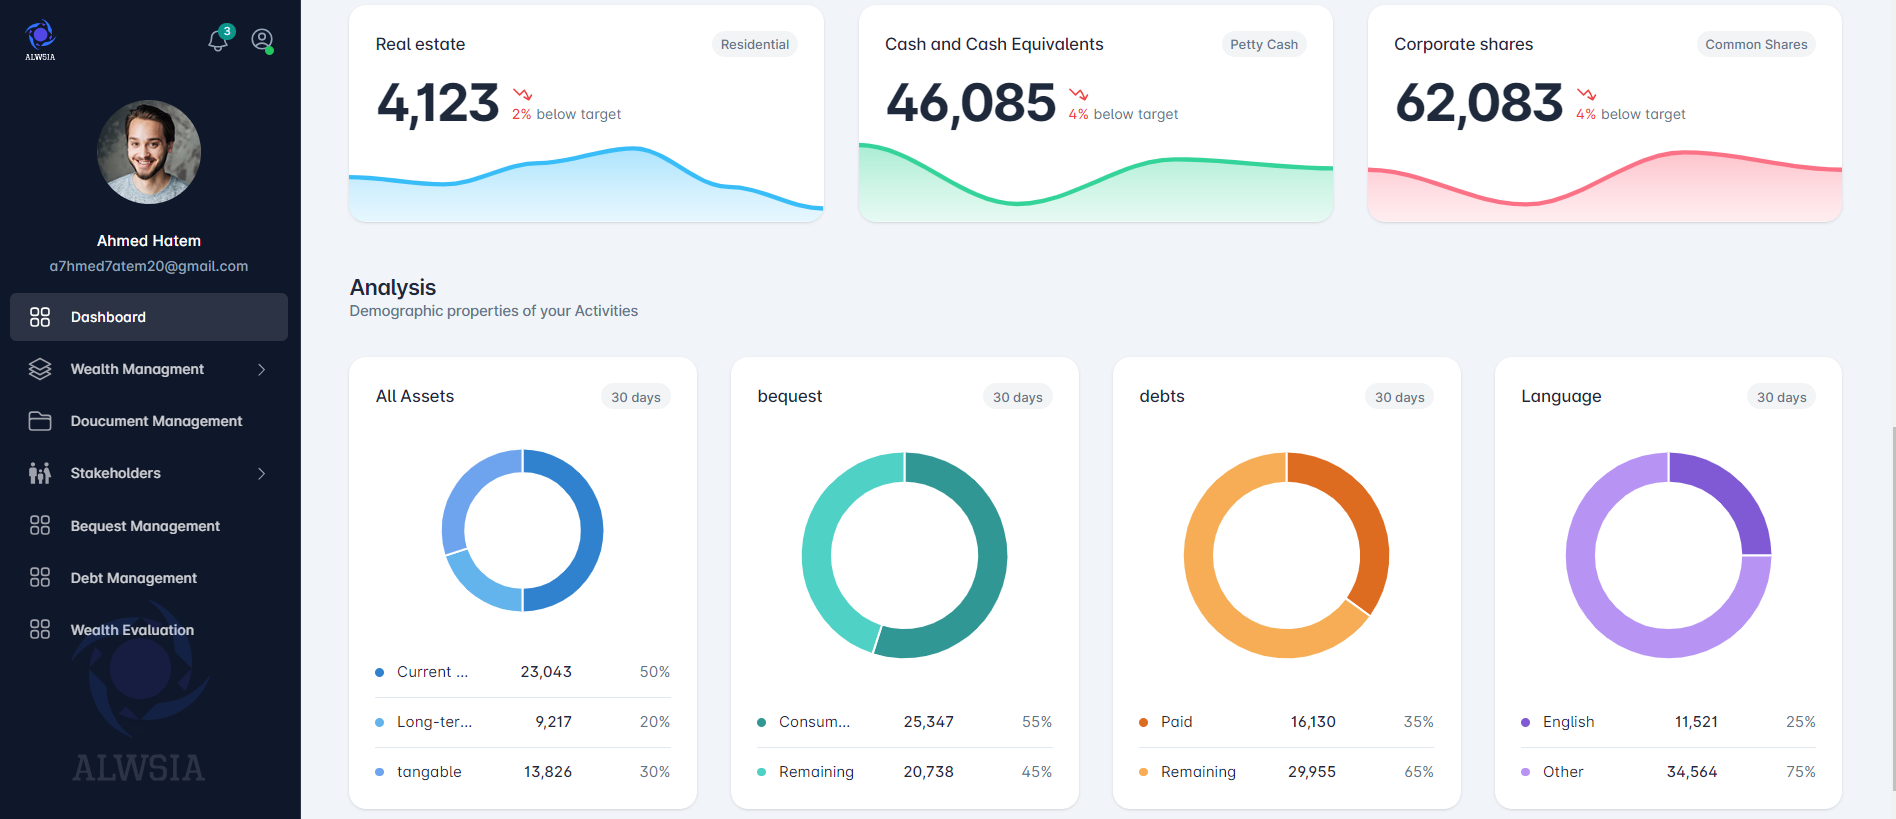 ALWSIA
3
Ahmed Hatem
a7hmed7atem20@gmail.com
Dashboard
Wealth Managment
Doucument Management
Stakeholders
Bequest Management
Debt Management
Wealth Evaluation
ALWSIA
Real estate
Residential
4,123
2% below target
Cash and Cash Equivalents
Petty Cash
46,085
4% below target
Corporate shares
Common Shares
62,083
4% below target
Analysis
Demographic properties of your Activities
All Assets
30 days
Current ... 23,043 50%
Long-ter... 9,217 20%
tangable 13,826 30%
bequest
30 days
Consum... 25,347 55%
Remaining 20,738 45%
debts
30 days
Paid 16,130 35%
Remaining 29,955 65%
Language
30 days
English 11,521 25%
Other 34,564 75%